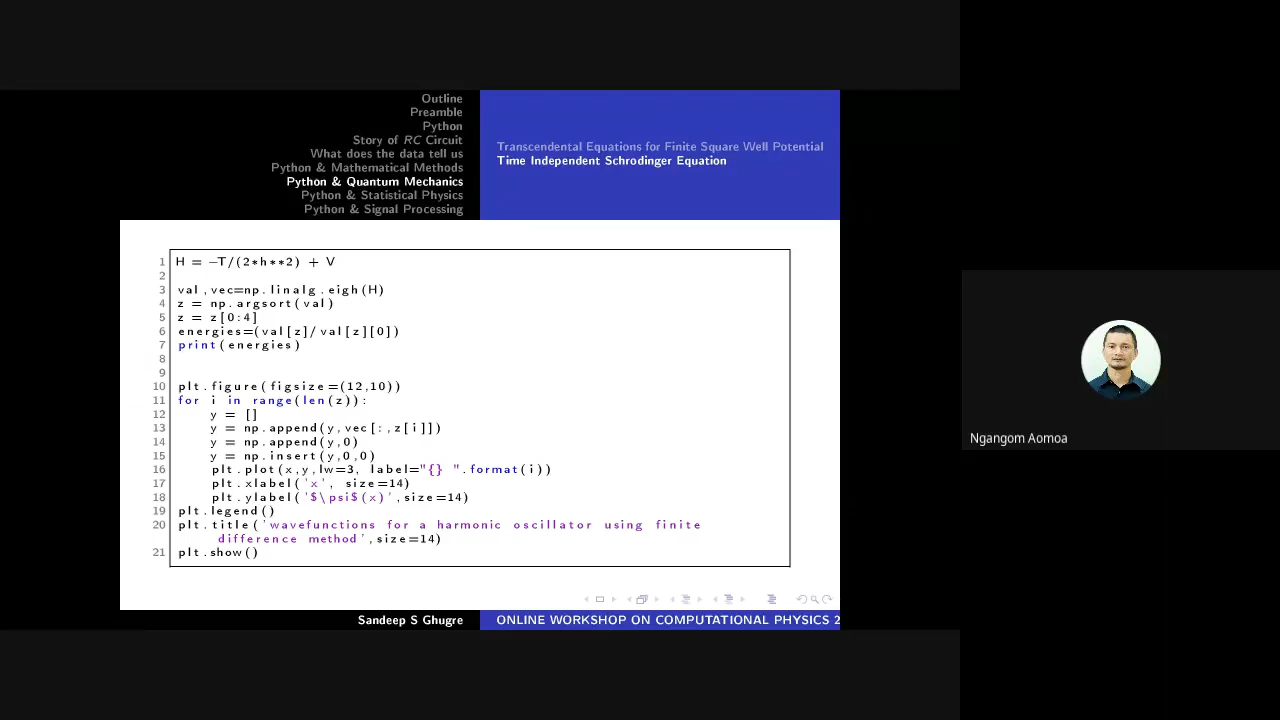 Outline
Preamble
Python
Story of RC Circuit
What does the data tell us
Python & Mathematical Methods
Python & Quantum Mechanics
Python & Statistical Physics
Python & Signal Processing
Transcendental Equations for Finite Square Well Potential
Time Independent Schrodinger Equation
1 H = −T/(2*h**2) + V
2
3 val,vec=np.linalg.eigh(H)
4 z = np.argsort(val)
5 z = z[0:4]
6 energies=(val[z]/val[z][0])
7 print(energies)
8
9
10 plt.figure(figsize=(12,10))
11 for i in range(len(z)):
12     y = []
13     y = np.append(y,vec[:,z[i]])
14     y = np.append(y,0)
15     y = np.insert(y,0,0)
16     plt.plot(x,y,lw=3, label="{} ".format(i))
17     plt.xlabel('x', size=14)
18     plt.ylabel('$\psi$(x)',size=14)
19 plt.legend()
20 plt.title('wavefunctions for a harmonic oscillator using finite
difference method',size=14)
21 plt.show()
Sandeep S Ghugre
ONLINE WORKSHOP ON COMPUTATIONAL PHYSICS 2
Ngangom Aomoa